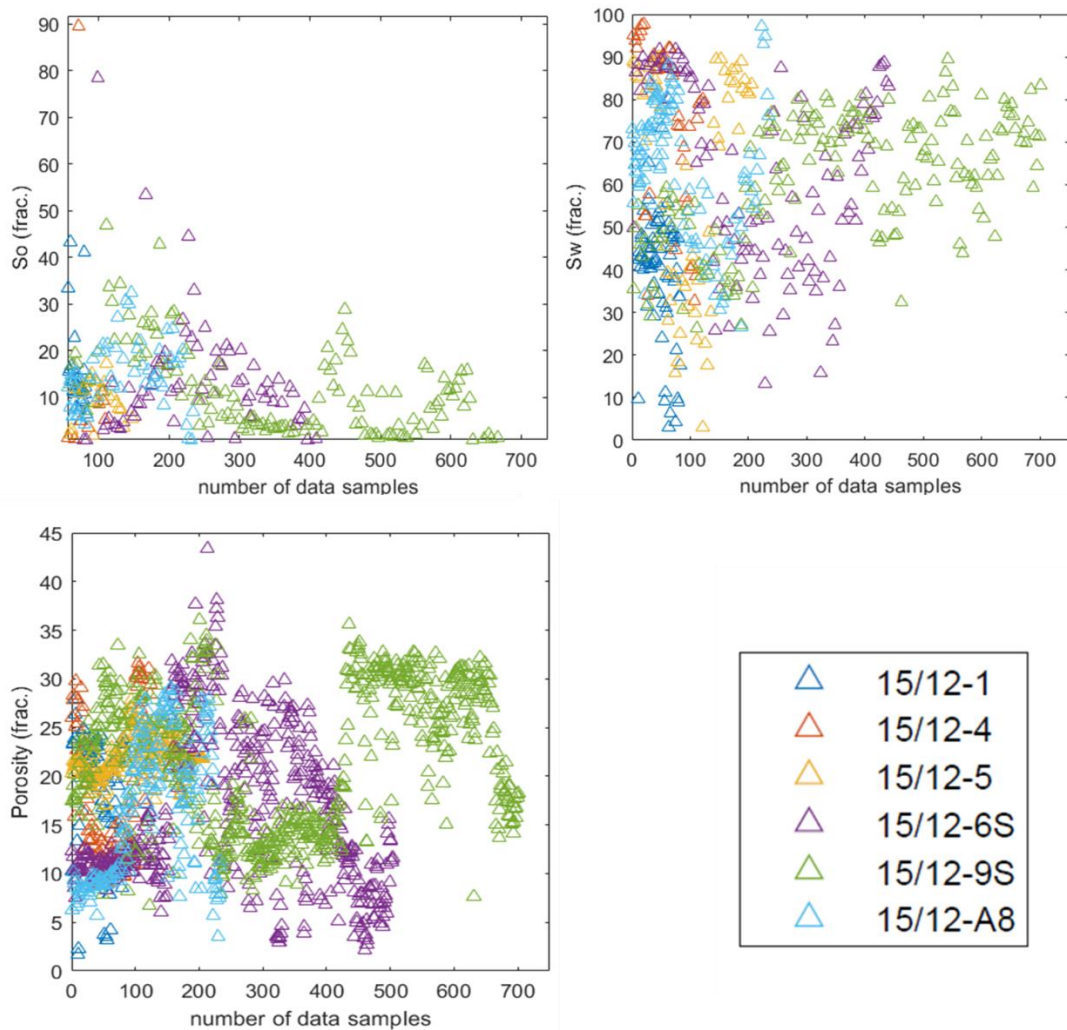 90
80
70
60
50
40
30
20
10
So (frac.)
100 200 300 400 500 600 700
number of data samples
100
90
80
70
60
50
40
30
20
10
0
Sw (frac.)
0 100 200 300 400 500 600 700
number of data samples
45
40
35
30
25
20
15
10
5
0
Porosity (frac.)
0 100 200 300 400 500 600 700
number of data samples
15/12-1
15/12-4
15/12-5
15/12-6S
15/12-9S
15/12-A8